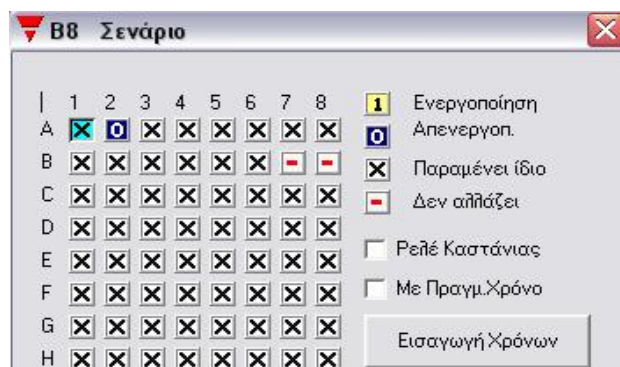 B8 Σενάριο
| 1 2 3 4 5 6 7 8
A X O X X X X X X
B X X X X X X - -
C X X X X X X X X
D X X X X X X X X
E X X X X X X X X
F X X X X X X X X
G X X X X X X X X
H X X X X X X X X
1 Ενεργοποίηση
O Απενεργοπ.
X Παραμένει ίδιο
- Δεν αλλάζει
Ρελέ Καστάνιας
Με Πραγμ.Χρόνο
Εισαγωγή Χρόνων